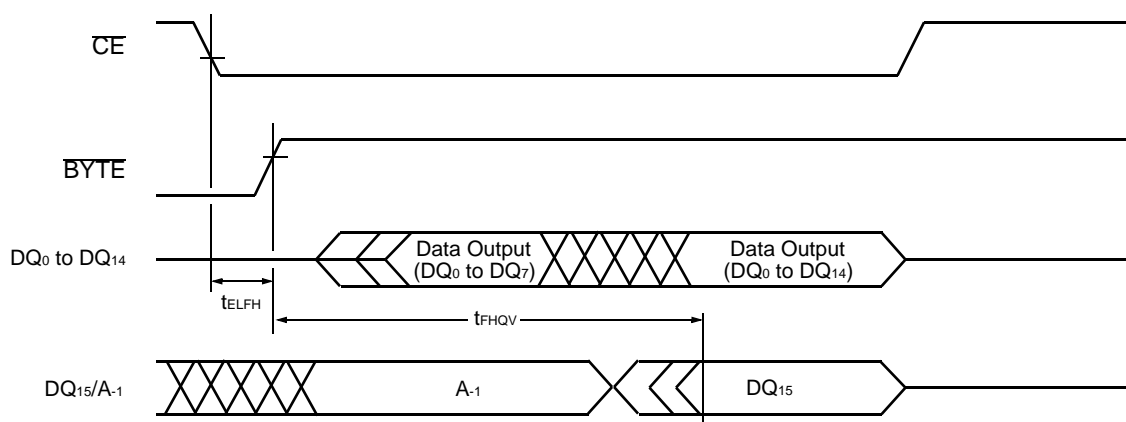 CE
BYTE
DQ0 to DQ14
Data Output
(DQ0 to DQ7)
Data Output
(DQ0 to DQ14)
tELFH
tFHQV
DQ15/A-1
A-1
DQ15